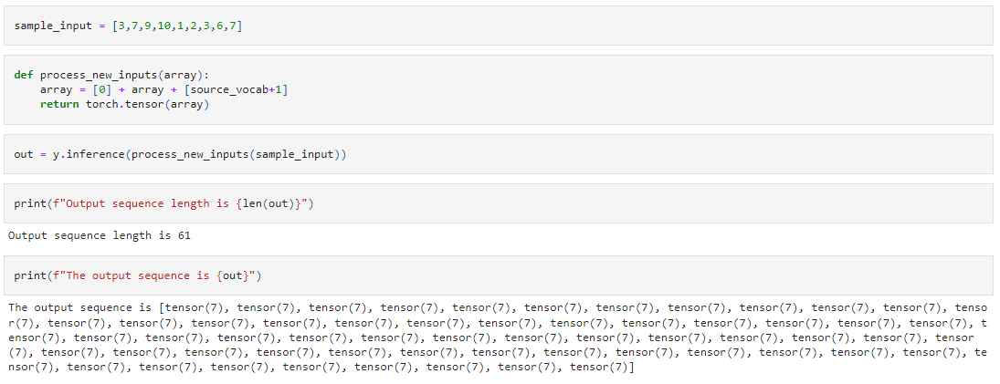 sample_input = [3,7,9,10,1,2,3,6,7]
def process_new_inputs(array):
    array = [0] + array + [source_vocab+1]
    return torch.tensor(array)
out = y.inference(process_new_inputs(sample_input))
print(f"Output sequence length is {len(out)}")
Output sequence length is 61
print(f"The output sequence is {out}")
The output sequence is [tensor(7), tensor(7), tensor(7), tensor(7), tensor(7), tensor(7), tensor(7), tensor(7), tensor(7), tensor(7), tensor(7), tenso
r(7), tensor(7), tensor(7), tensor(7), tensor(7), tensor(7), tensor(7), tensor(7), tensor(7), tensor(7), tensor(7), tensor(7), tensor(7), tensor(7), t
ensor(7), tensor(7), tensor(7), tensor(7), tensor(7), tensor(7), tensor(7), tensor(7), tensor(7), tensor(7), tensor(7), tensor(7), tensor(7), tensor
(7), tensor(7), tensor(7), tensor(7), tensor(7), tensor(7), tensor(7), tensor(7), tensor(7), tensor(7), tensor(7), tensor(7), tensor(7), tensor(7), te
nsor(7), tensor(7), tensor(7), tensor(7), tensor(7), tensor(7), tensor(7), tensor(7), tensor(7)]